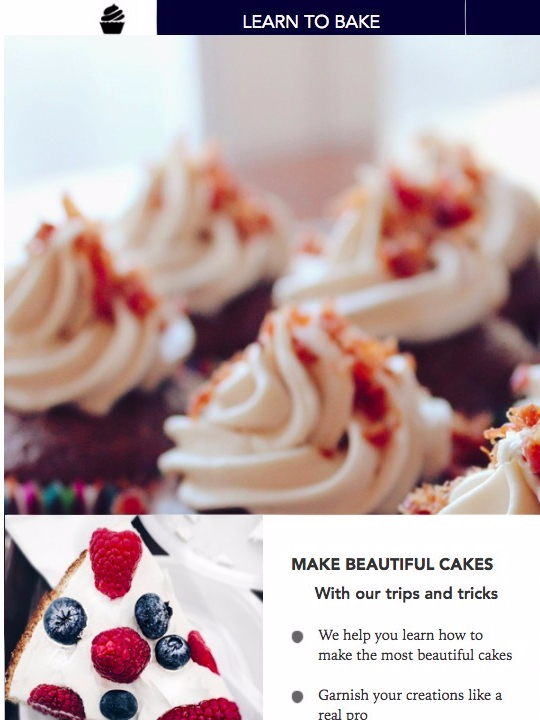 LEARN TO BAKE
MAKE BEAUTIFUL CAKES
With our trips and tricks
We help you learn how to
make the most beautiful cakes
Garnish your creations like a
real pro